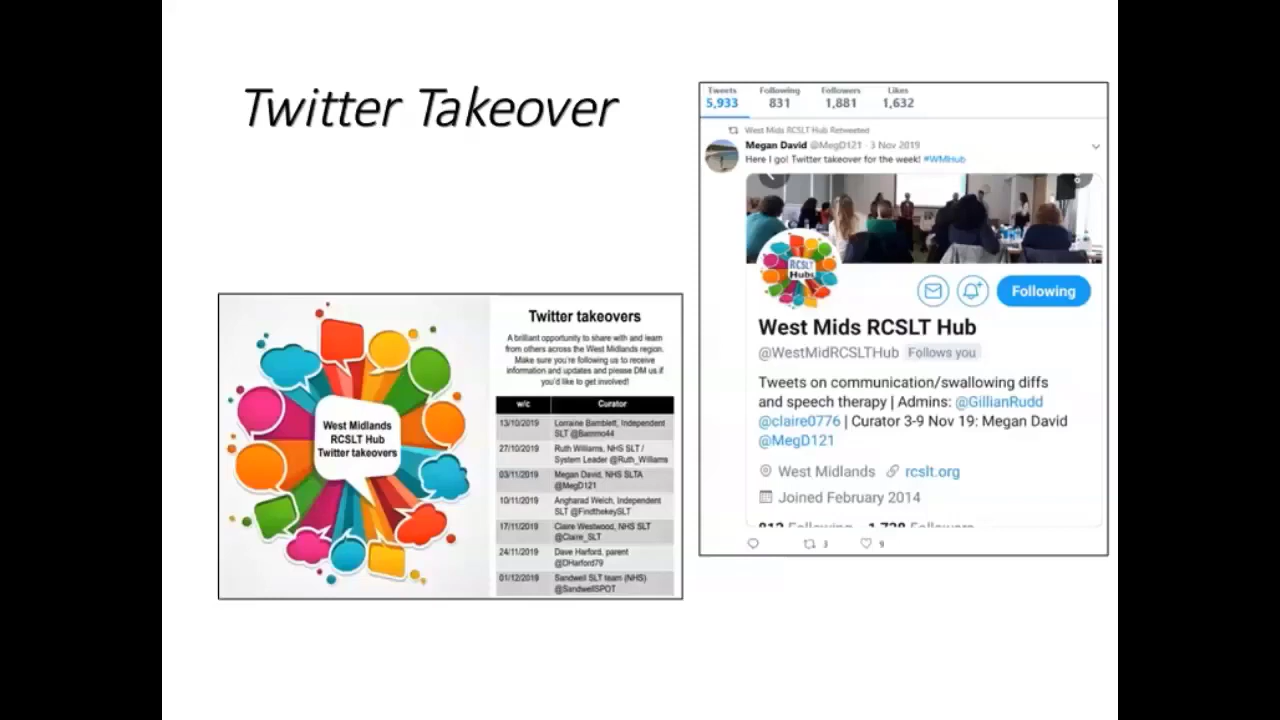 Twitter Takeover
Tweets Following Followers Likes
5,933 831 1,881 1,632
West Mids RCSLT Hub Retweeted
Megan David @MegD121 · 3 Nov 2019
Here I go! Twitter takeover for the week! #WMHub
RCSLT
Hubs
Following
West Mids RCSLT Hub
@WestMidRCSLTHub Follows you
Tweets on communication/swallowing diffs
and speech therapy | Admins: @GillianRudd
@claire0776 | Curator 3-9 Nov 19: Megan David
@MegD121
West Midlands rcslt.org
Joined February 2014
Following Followers
3 9
West Midlands
RCSLT Hub
Twitter takeovers
Twitter takeovers
A brilliant opportunity to share with and learn
from others across the West Midlands region.
Make sure you're following us to receive
information and updates and please DM us if
you'd like to get involved!
w/c Curator
13/10/2019 Lorraine Bamblett, Independent
SLT @Bammo44
27/10/2019 Ruth Williams, NHS SLT /
System Leader @Ruth_Williams
03/11/2019 Megan David, NHS SLTA
@MegD121
10/11/2019 Angharad Welch, Independent
SLT @FindthekeySLT
17/11/2019 Claire Westwood, NHS SLT
@Claire_SLT
24/11/2019 Dave Harford, parent
@DHarford79
01/12/2019 Sandwell SLT team (NHS)
@SandwellSPOT